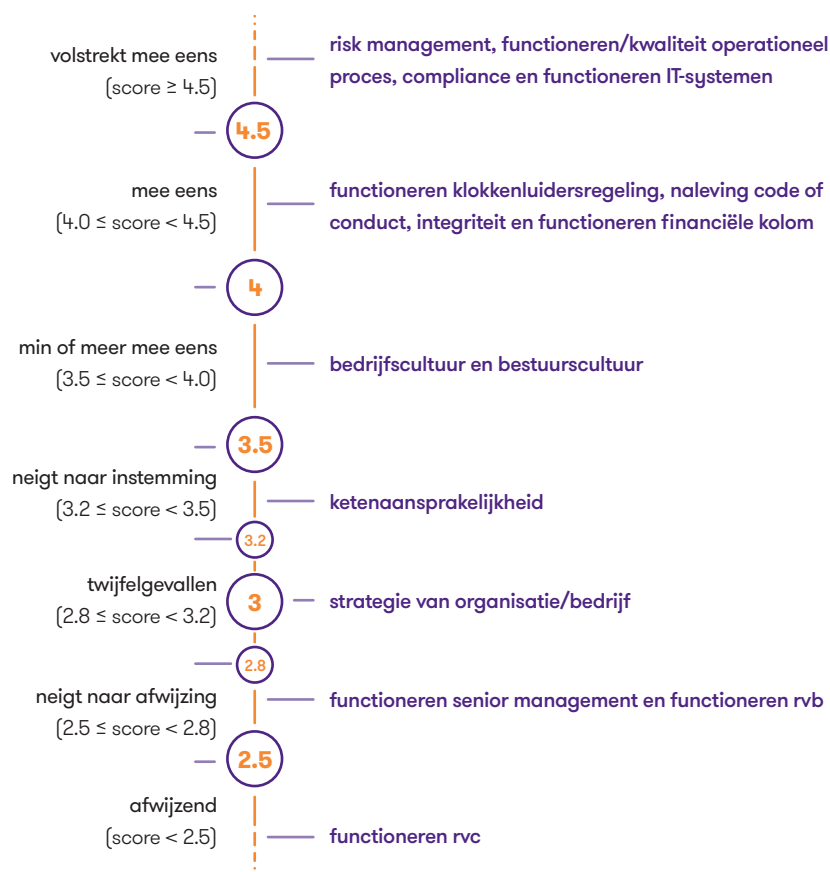 volstrekt mee eens
(score ≥ 4.5)
risk management, functioneren/kwaliteit operationeel
proces, compliance en functioneren IT-systemen
4.5
mee eens
(4.0 ≤ score < 4.5)
functioneren klokkenluidersregeling, naleving code of
conduct, integriteit en functioneren financiële kolom
4
min of meer mee eens
(3.5 ≤ score < 4.0)
bedrijfscultuur en bestuurscultuur
3.5
neigt naar instemming
(3.2 ≤ score < 3.5)
ketenaansprakelijkheid
3.2
twijfelgevallen
(2.8 ≤ score < 3.2)
3
strategie van organisatie/bedrijf
2.8
neigt naar afwijzing
(2.5 ≤ score < 2.8)
functioneren senior management en functioneren rvb
2.5
afwijzend
(score < 2.5)
functioneren rvc